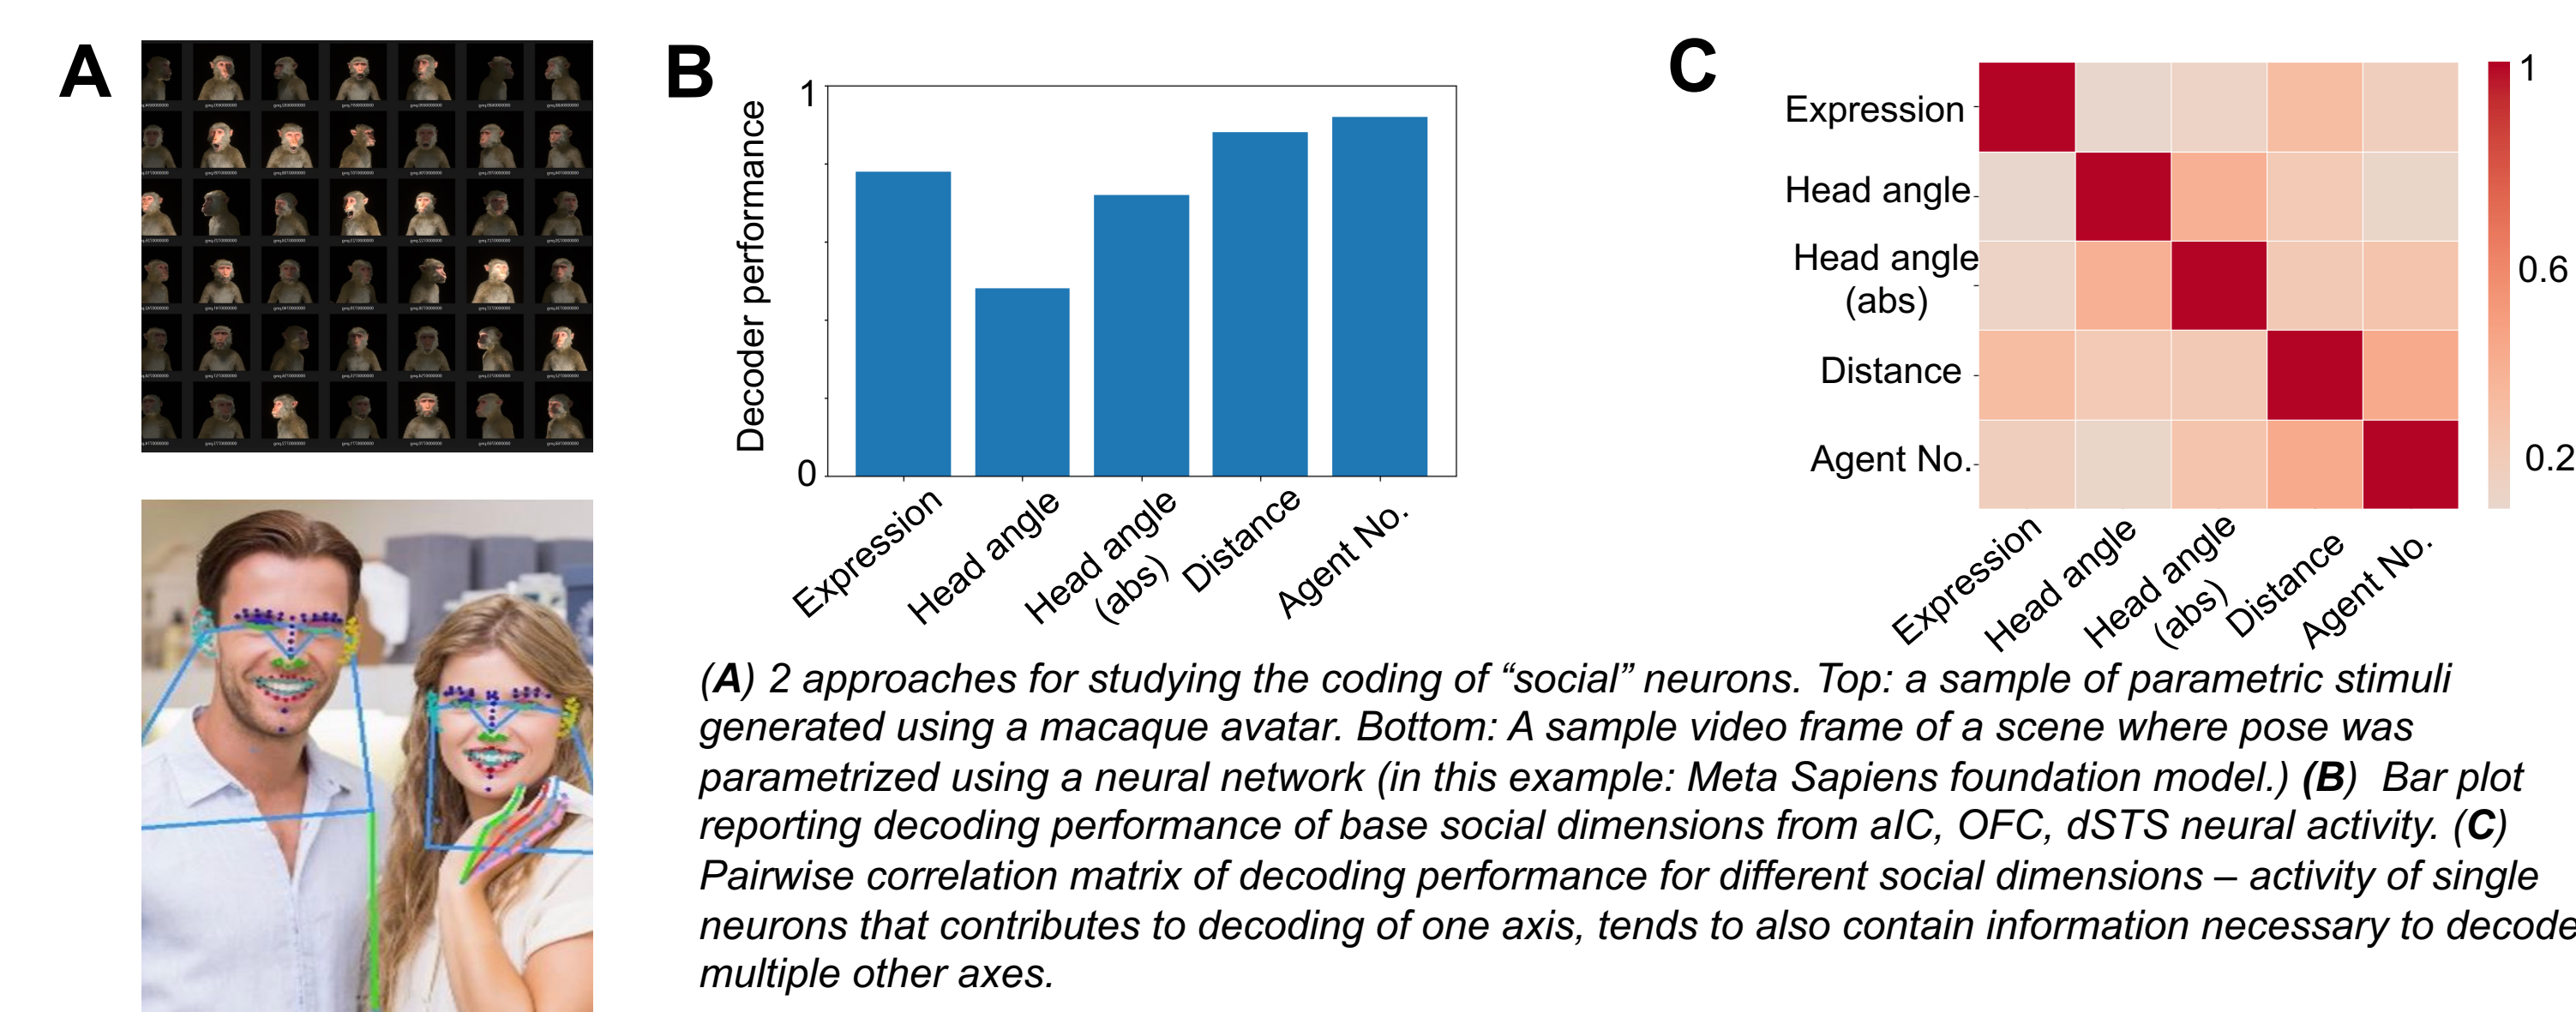 A
B
1
Decoder performance
0
Expression
Head angle
Head angle
(abs)
Distance
Agent No.
C
Expression
Head angle
Head angle
(abs)
Distance
Agent No.
1
0.6
0.2
Expression
Head angle
Head angle
(abs)
Distance
Agent No.
(A) 2 approaches for studying the coding of “social” neurons. Top: a sample of parametric stimuli
generated using a macaque avatar. Bottom: A sample video frame of a scene where pose was
parametrized using a neural network (in this example: Meta Sapiens foundation model.) (B) Bar plot
reporting decoding performance of base social dimensions from aIC, OFC, dSTS neural activity. (C)
Pairwise correlation matrix of decoding performance for different social dimensions – activity of single
neurons that contributes to decoding of one axis, tends to also contain information necessary to decode
multiple other axes.